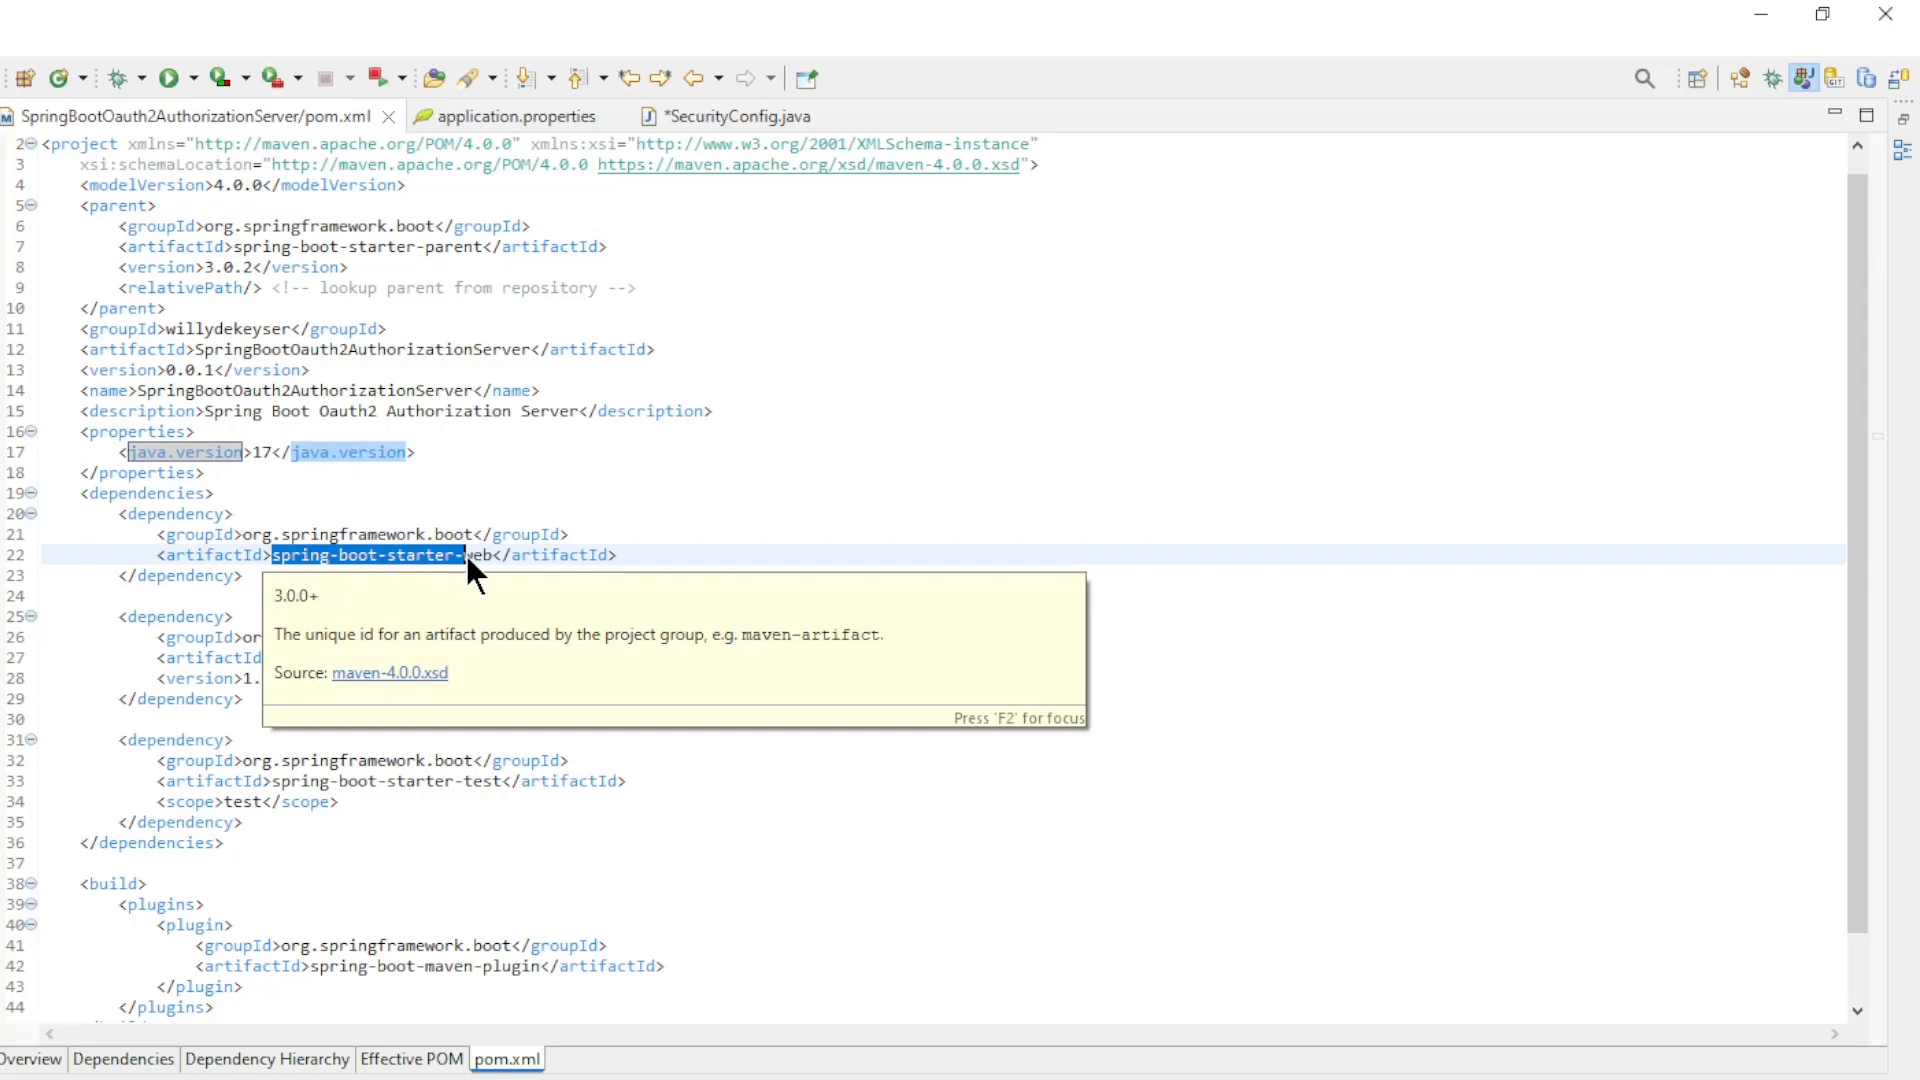 SpringBootOauth2AuthorizationServer/pom.xml
application.properties
*SecurityConfig.java
2 <project xmlns="http://maven.apache.org/POM/4.0.0" xmlns:xsi="http://www.w3.org/2001/XMLSchema-instance"
3 xsi:schemaLocation="http://maven.apache.org/POM/4.0.0 https://maven.apache.org/xsd/maven-4.0.0.xsd">
4 <modelVersion>4.0.0</modelVersion>
5 <parent>
6 <groupId>org.springframework.boot</groupId>
7 <artifactId>spring-boot-starter-parent</artifactId>
8 <version>3.0.2</version>
9 <relativePath/> <!-- lookup parent from repository -->
10 </parent>
11 <groupId>willydekeyser</groupId>
12 <artifactId>SpringBootOauth2AuthorizationServer</artifactId>
13 <version>0.0.1</version>
14 <name>SpringBootOauth2AuthorizationServer</name>
15 <description>Spring Boot Oauth2 Authorization Server</description>
16 <properties>
17 <java.version>17</java.version>
18 </properties>
19 <dependencies>
20 <dependency>
21 <groupId>org.springframework.boot</groupId>
22 <artifactId>spring-boot-starter-web</artifactId>
23 </dependency>
24
25 <dependency>
26 <groupId>or
27 <artifactId
28 <version>1.
29 </dependency>
3.0.0+
The unique id for an artifact produced by the project group, e.g. maven-artifact.
Source: maven-4.0.0.xsd
Press 'F2' for focus
30
31 <dependency>
32 <groupId>org.springframework.boot</groupId>
33 <artifactId>spring-boot-starter-test</artifactId>
34 <scope>test</scope>
35 </dependency>
36 </dependencies>
37
38 <build>
39 <plugins>
40 <plugin>
41 <groupId>org.springframework.boot</groupId>
42 <artifactId>spring-boot-maven-plugin</artifactId>
43 </plugin>
44 </plugins>
Overview Dependencies Dependency Hierarchy Effective POM pom.xml